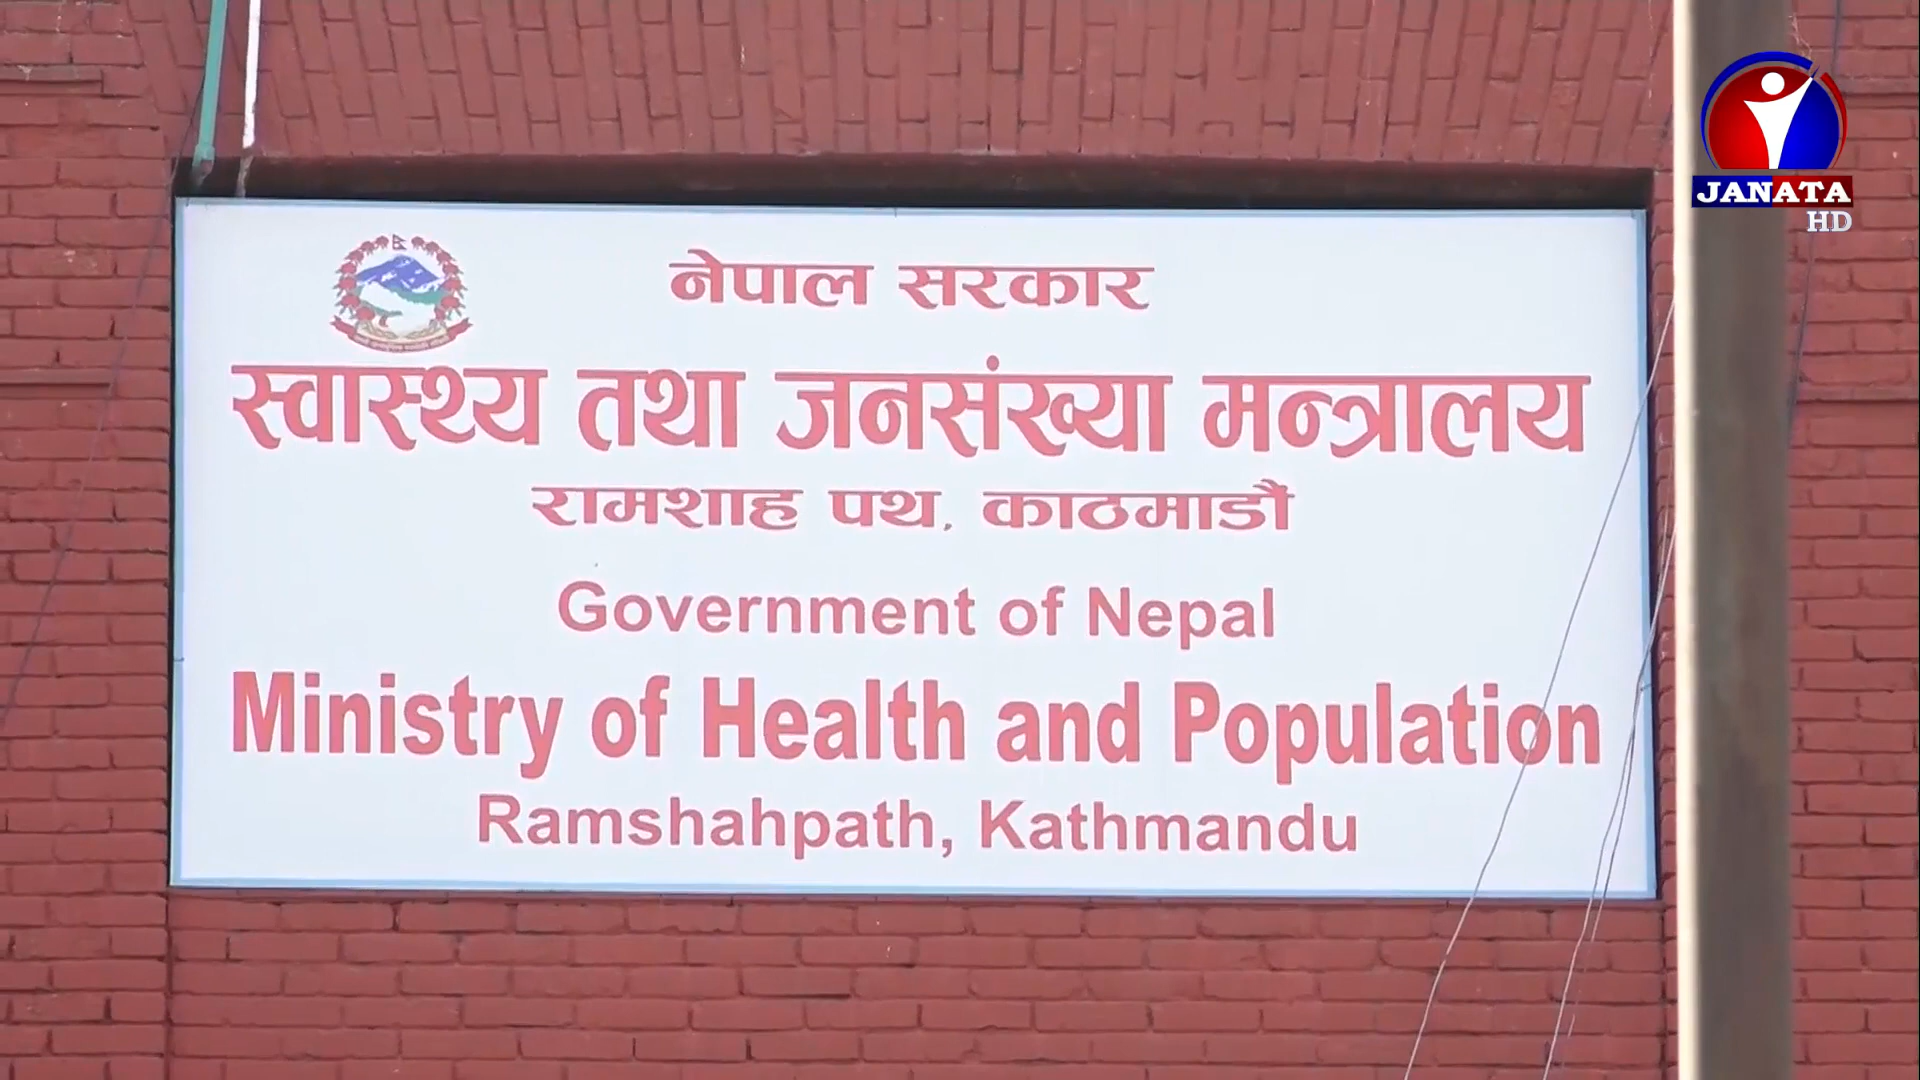 नेपाल सरकार
स्वास्थ्य तथा जनसंख्या मन्त्रालय
रामशाह पथ, काठमाडौं
Government of Nepal
Ministry of Health and Population
Ramshahpath, Kathmandu
JANATA
HD